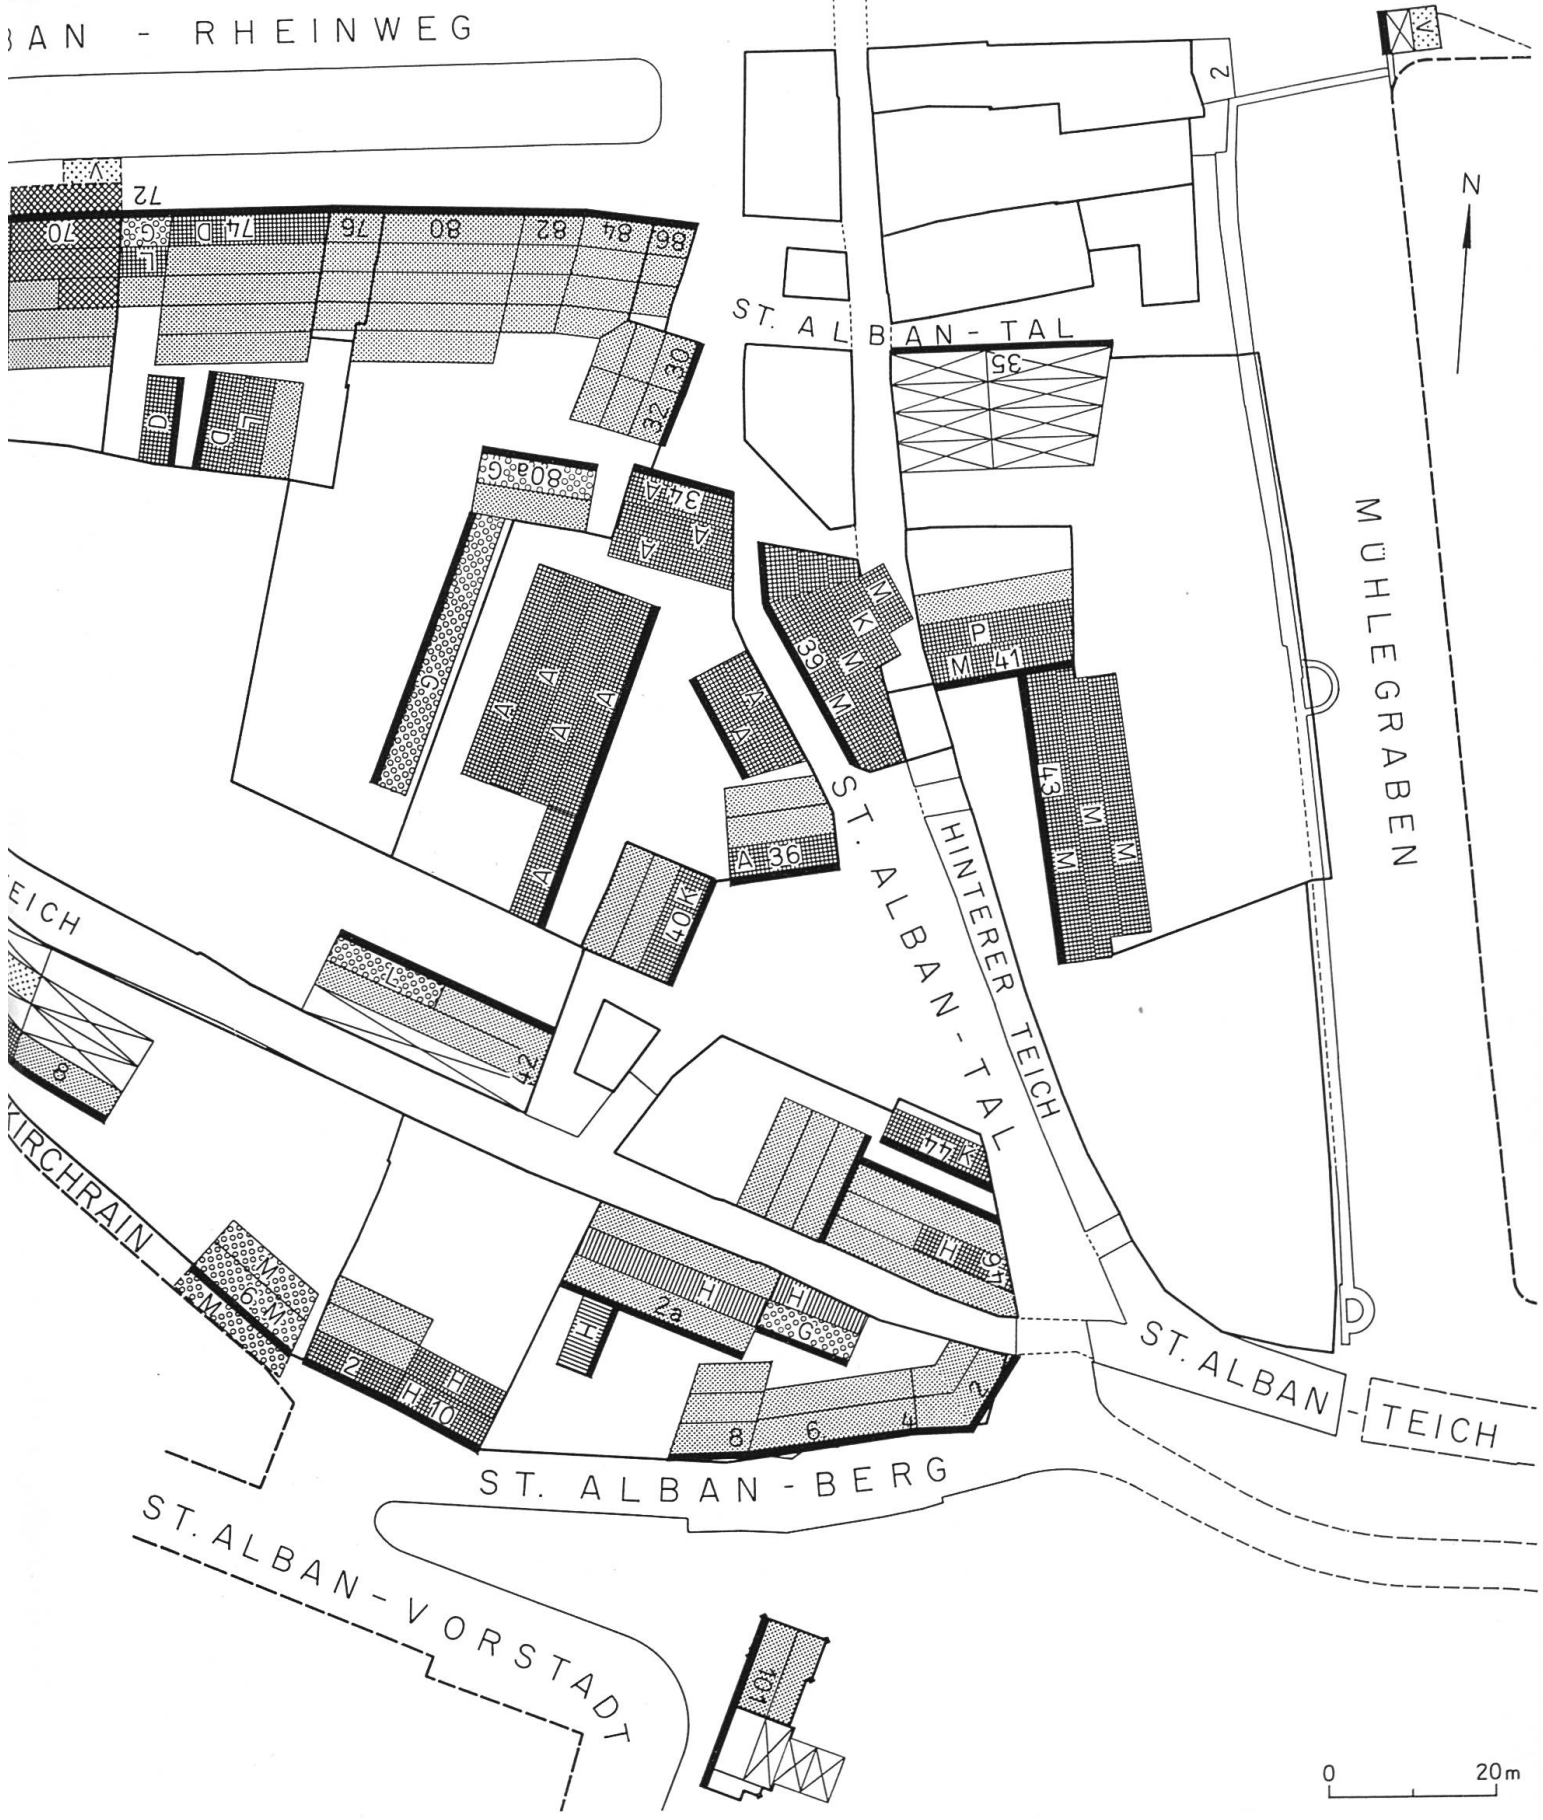 BAN - RHEINWEG
2
V
V
72
N
70
G
D
74
76
80
82
84
86
L
ST. ALBAN-TAL
35
30
32
D
L
D
G
80a
34
A
A
A
MÜHLEGRABEN
M
K
39
M
M
P
M
41
G
A
A
A
A
A
A
43
M
M
M
A
36
ST. ALBAN-TAL
HINTERER TEICH
A
K
40
EICH
L
42
8
K
44
KIRCHRAIN
H
46
M
6
M
M
H
H
2a
G
H
ST. ALBAN-TEICH
2
H
H
10
8
6
4
2
ST. ALBAN-BERG
ST. ALBAN-VORSTADT
101
0
20m